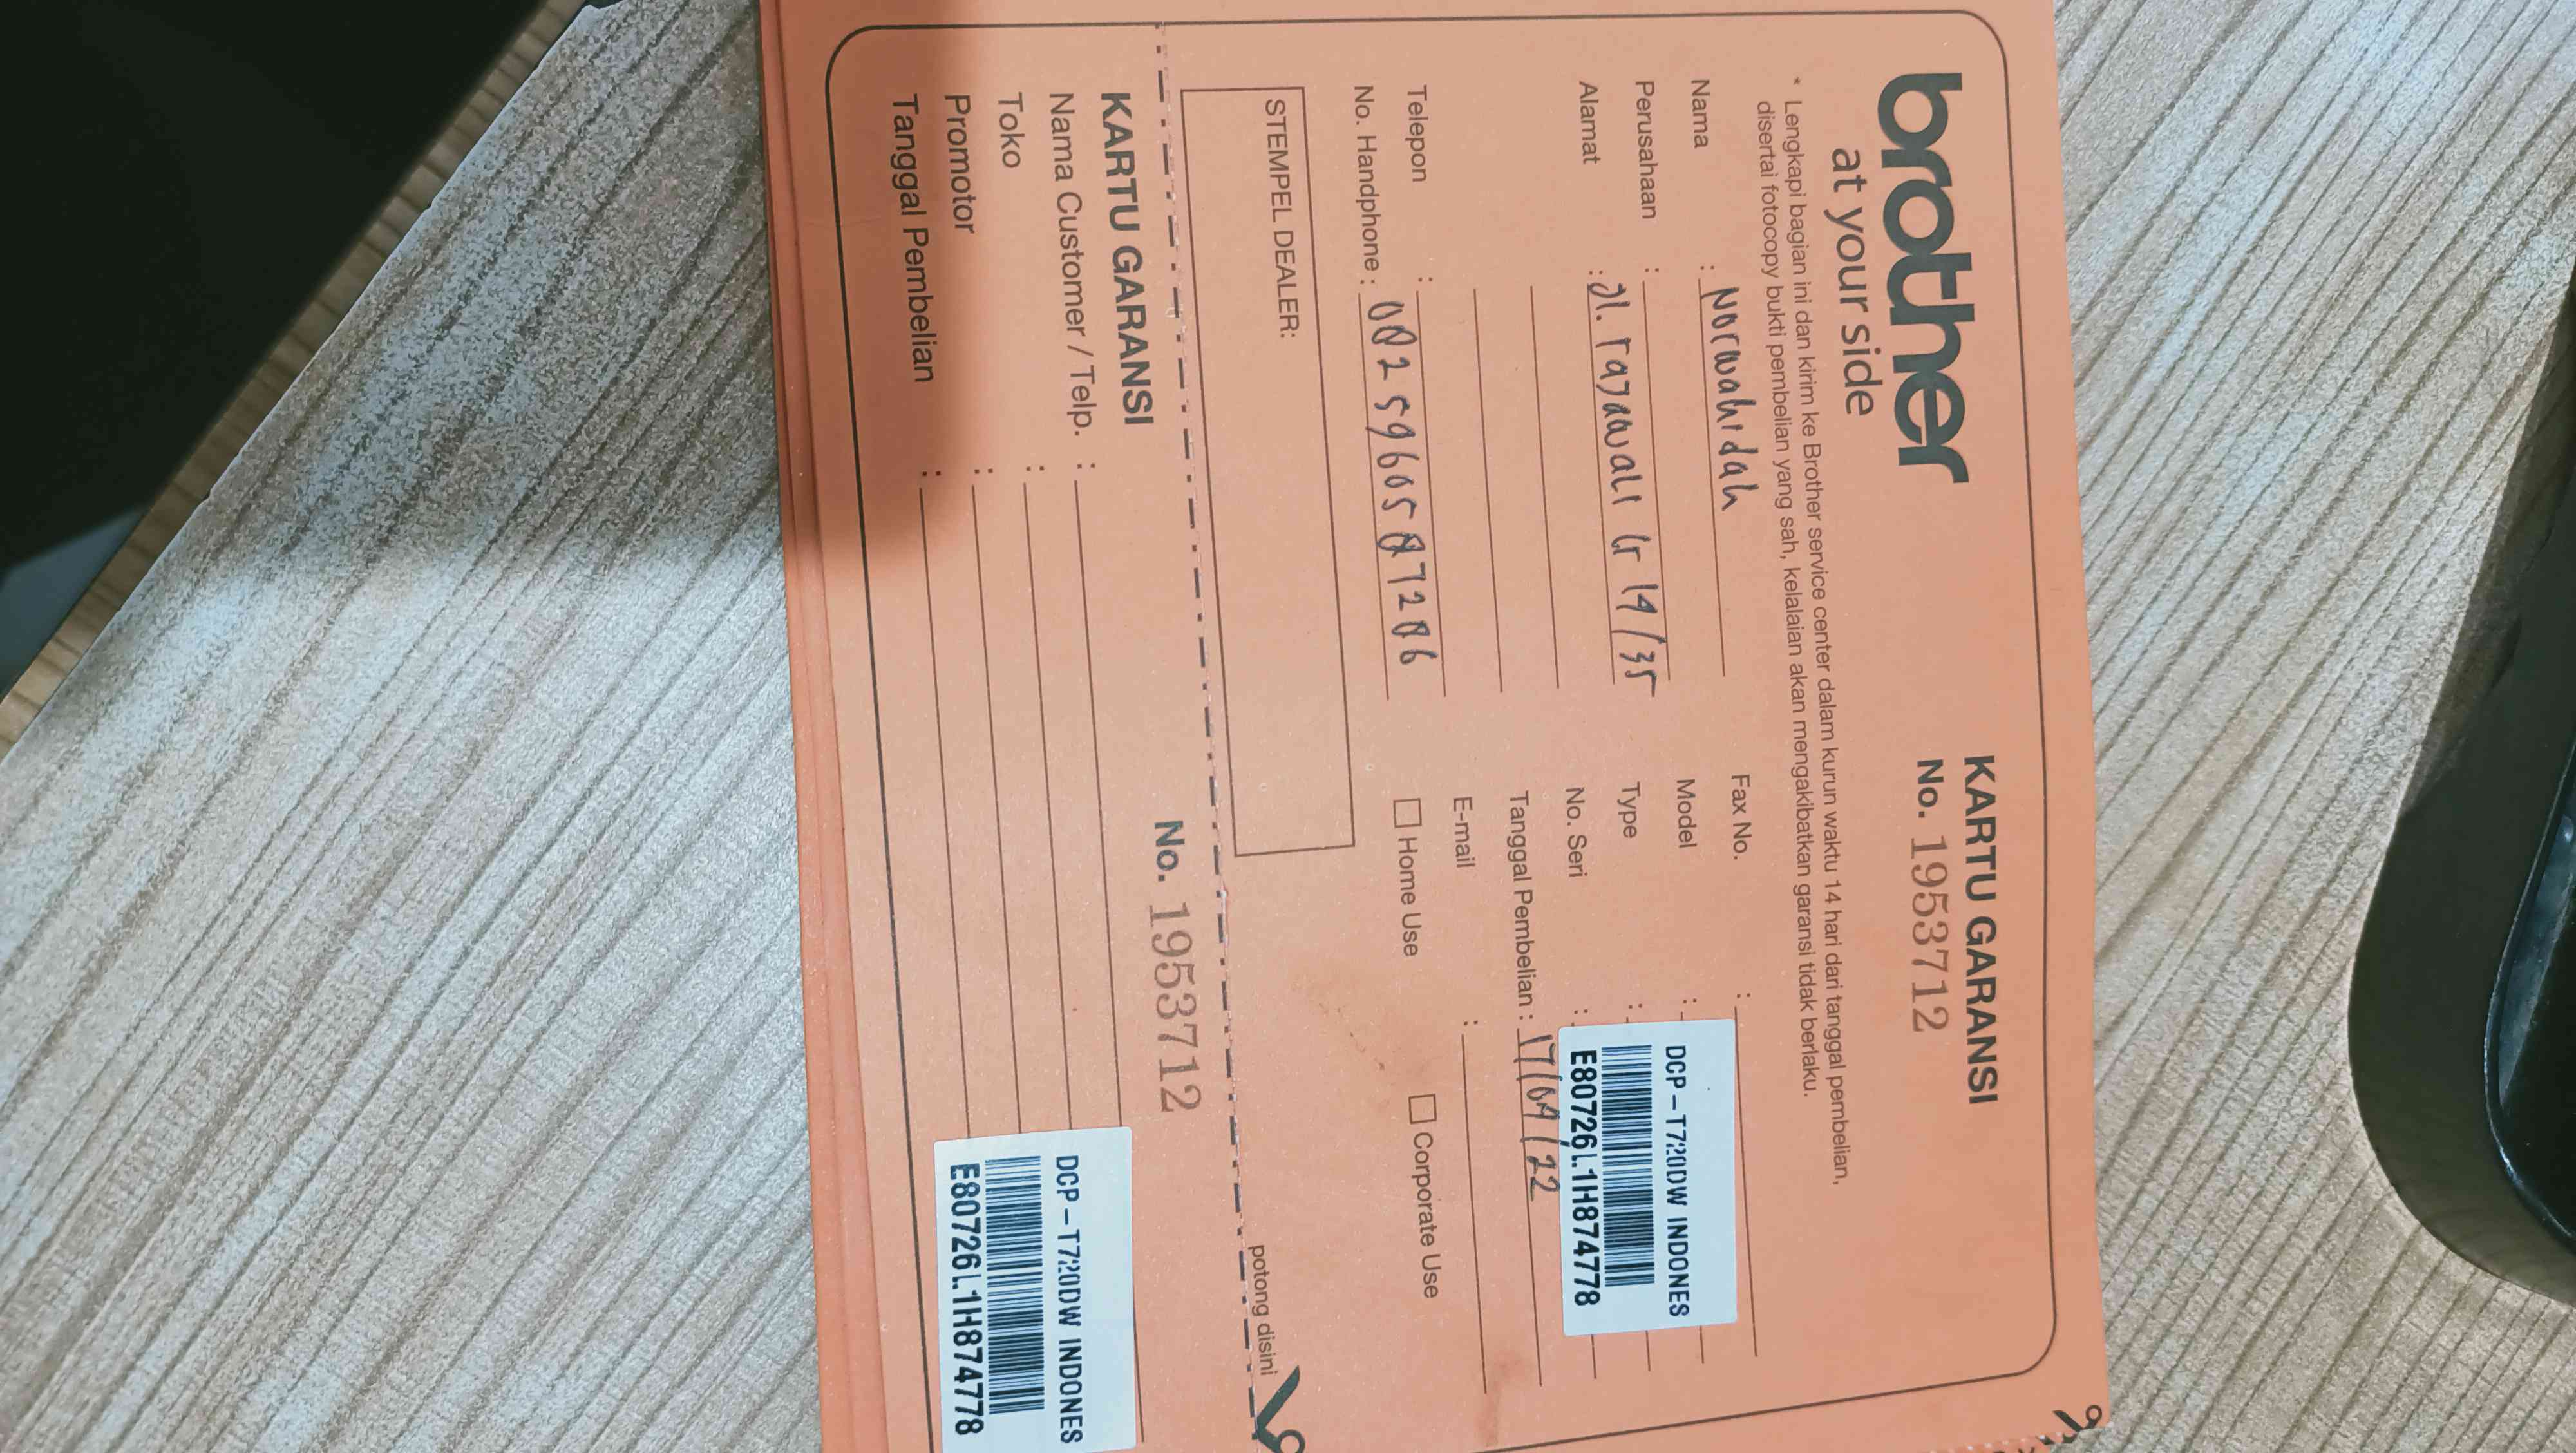 brother
at your side
KARTU GARANSI
No. 1953712
* Lengkapi bagian ini dan kirim ke Brother service center dalam kurun waktu 14 hari dari tanggal pembelian,
disertai fotocopy bukti pembelian yang sah, kelalaian akan mengakibatkan garansi tidak berlaku.
Nama : Norwahidah
Perusahaan :
Alamat : Jl. rajawali lr 14/35
Telepon :
No. Handphone : 0825960587286
Fax No. :
Model :
Type :
No. Seri :
DCP-T720DW INDONES
E80726L1H874778
Tanggal Pembelian : 17/04/22
E-mail :
Home Use
Corporate Use
STEMPEL DEALER:
potong disini
KARTU GARANSI
No. 1953712
Nama Customer / Telp. :
Toko :
Promotor :
Tanggal Pembelian :
DCP-T720DW INDONES
E80726L1H874778